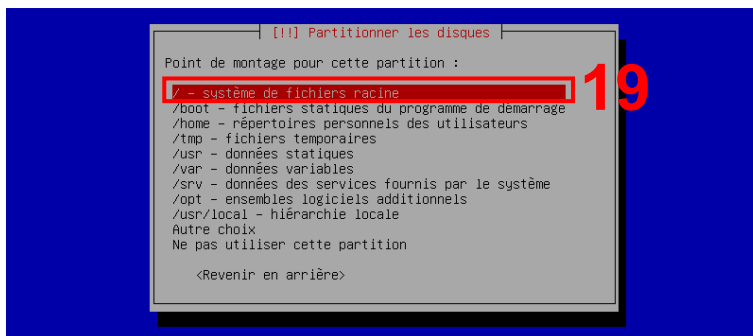 [!!] Partitionner les disques
Point de montage pour cette partition :
/ – système de fichiers racine
19
/boot – fichiers statiques du programme de démarrage
/home – répertoires personnels des utilisateurs
/tmp – fichiers temporaires
/usr – données statiques
/var – données variables
/srv – données des services fournis par le système
/opt – ensembles logiciels additionnels
/usr/local – hiérarchie locale
Autre choix
Ne pas utiliser cette partition
<Revenir en arrière>